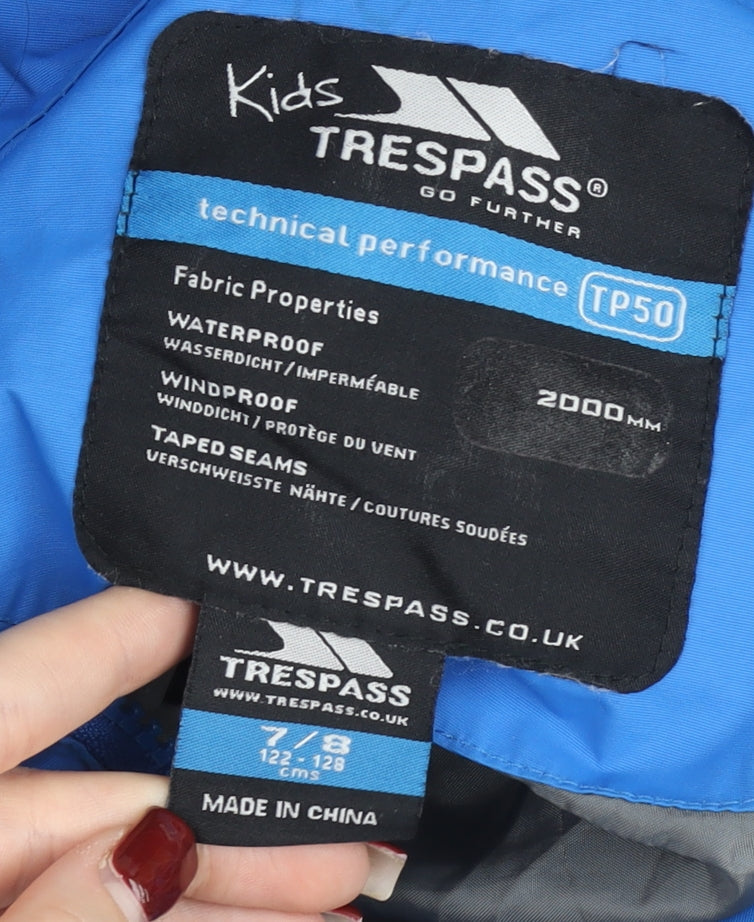 Kids
TRESPASS®
GO FURTHER
technical performance TP50
Fabric Properties
WATERPROOF
WASSERDICHT/IMPERMÉABLE
2000MM
WINDPROOF
WINDDICHT/PROTÈGE DU VENT
TAPED SEAMS
VERSCHWEISSTE NÄHTE/COUTURES SOUDÉES
WWW.TRESPASS.CO.UK
TRESPASS
WWW.TRESPASS.CO.UK
7/8
122-128
cms
MADE IN CHINA